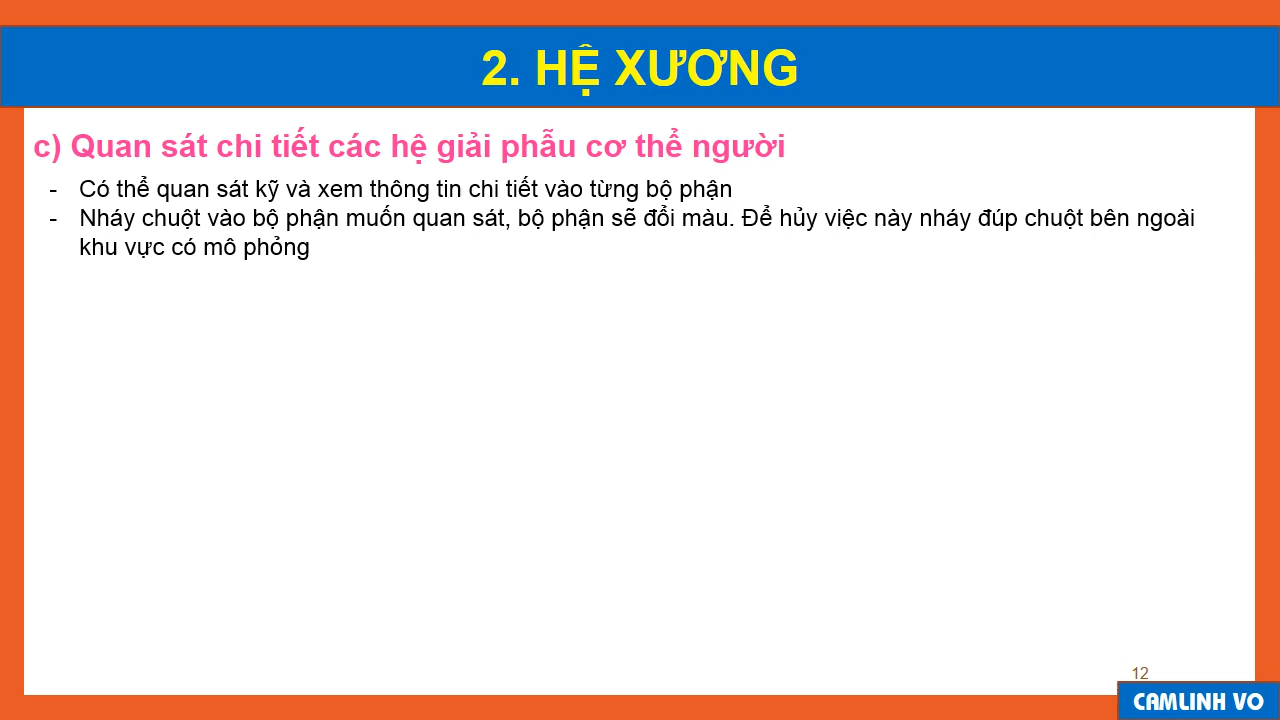 2. HỆ XƯƠNG
c) Quan sát chi tiết các hệ giải phẫu cơ thể người
- Có thể quan sát kỹ và xem thông tin chi tiết vào từng bộ phận
- Nháy chuột vào bộ phận muốn quan sát, bộ phận sẽ đổi màu. Để hủy việc này nháy đúp chuột bên ngoài
khu vực có mô phỏng
12
CAMLINH VO